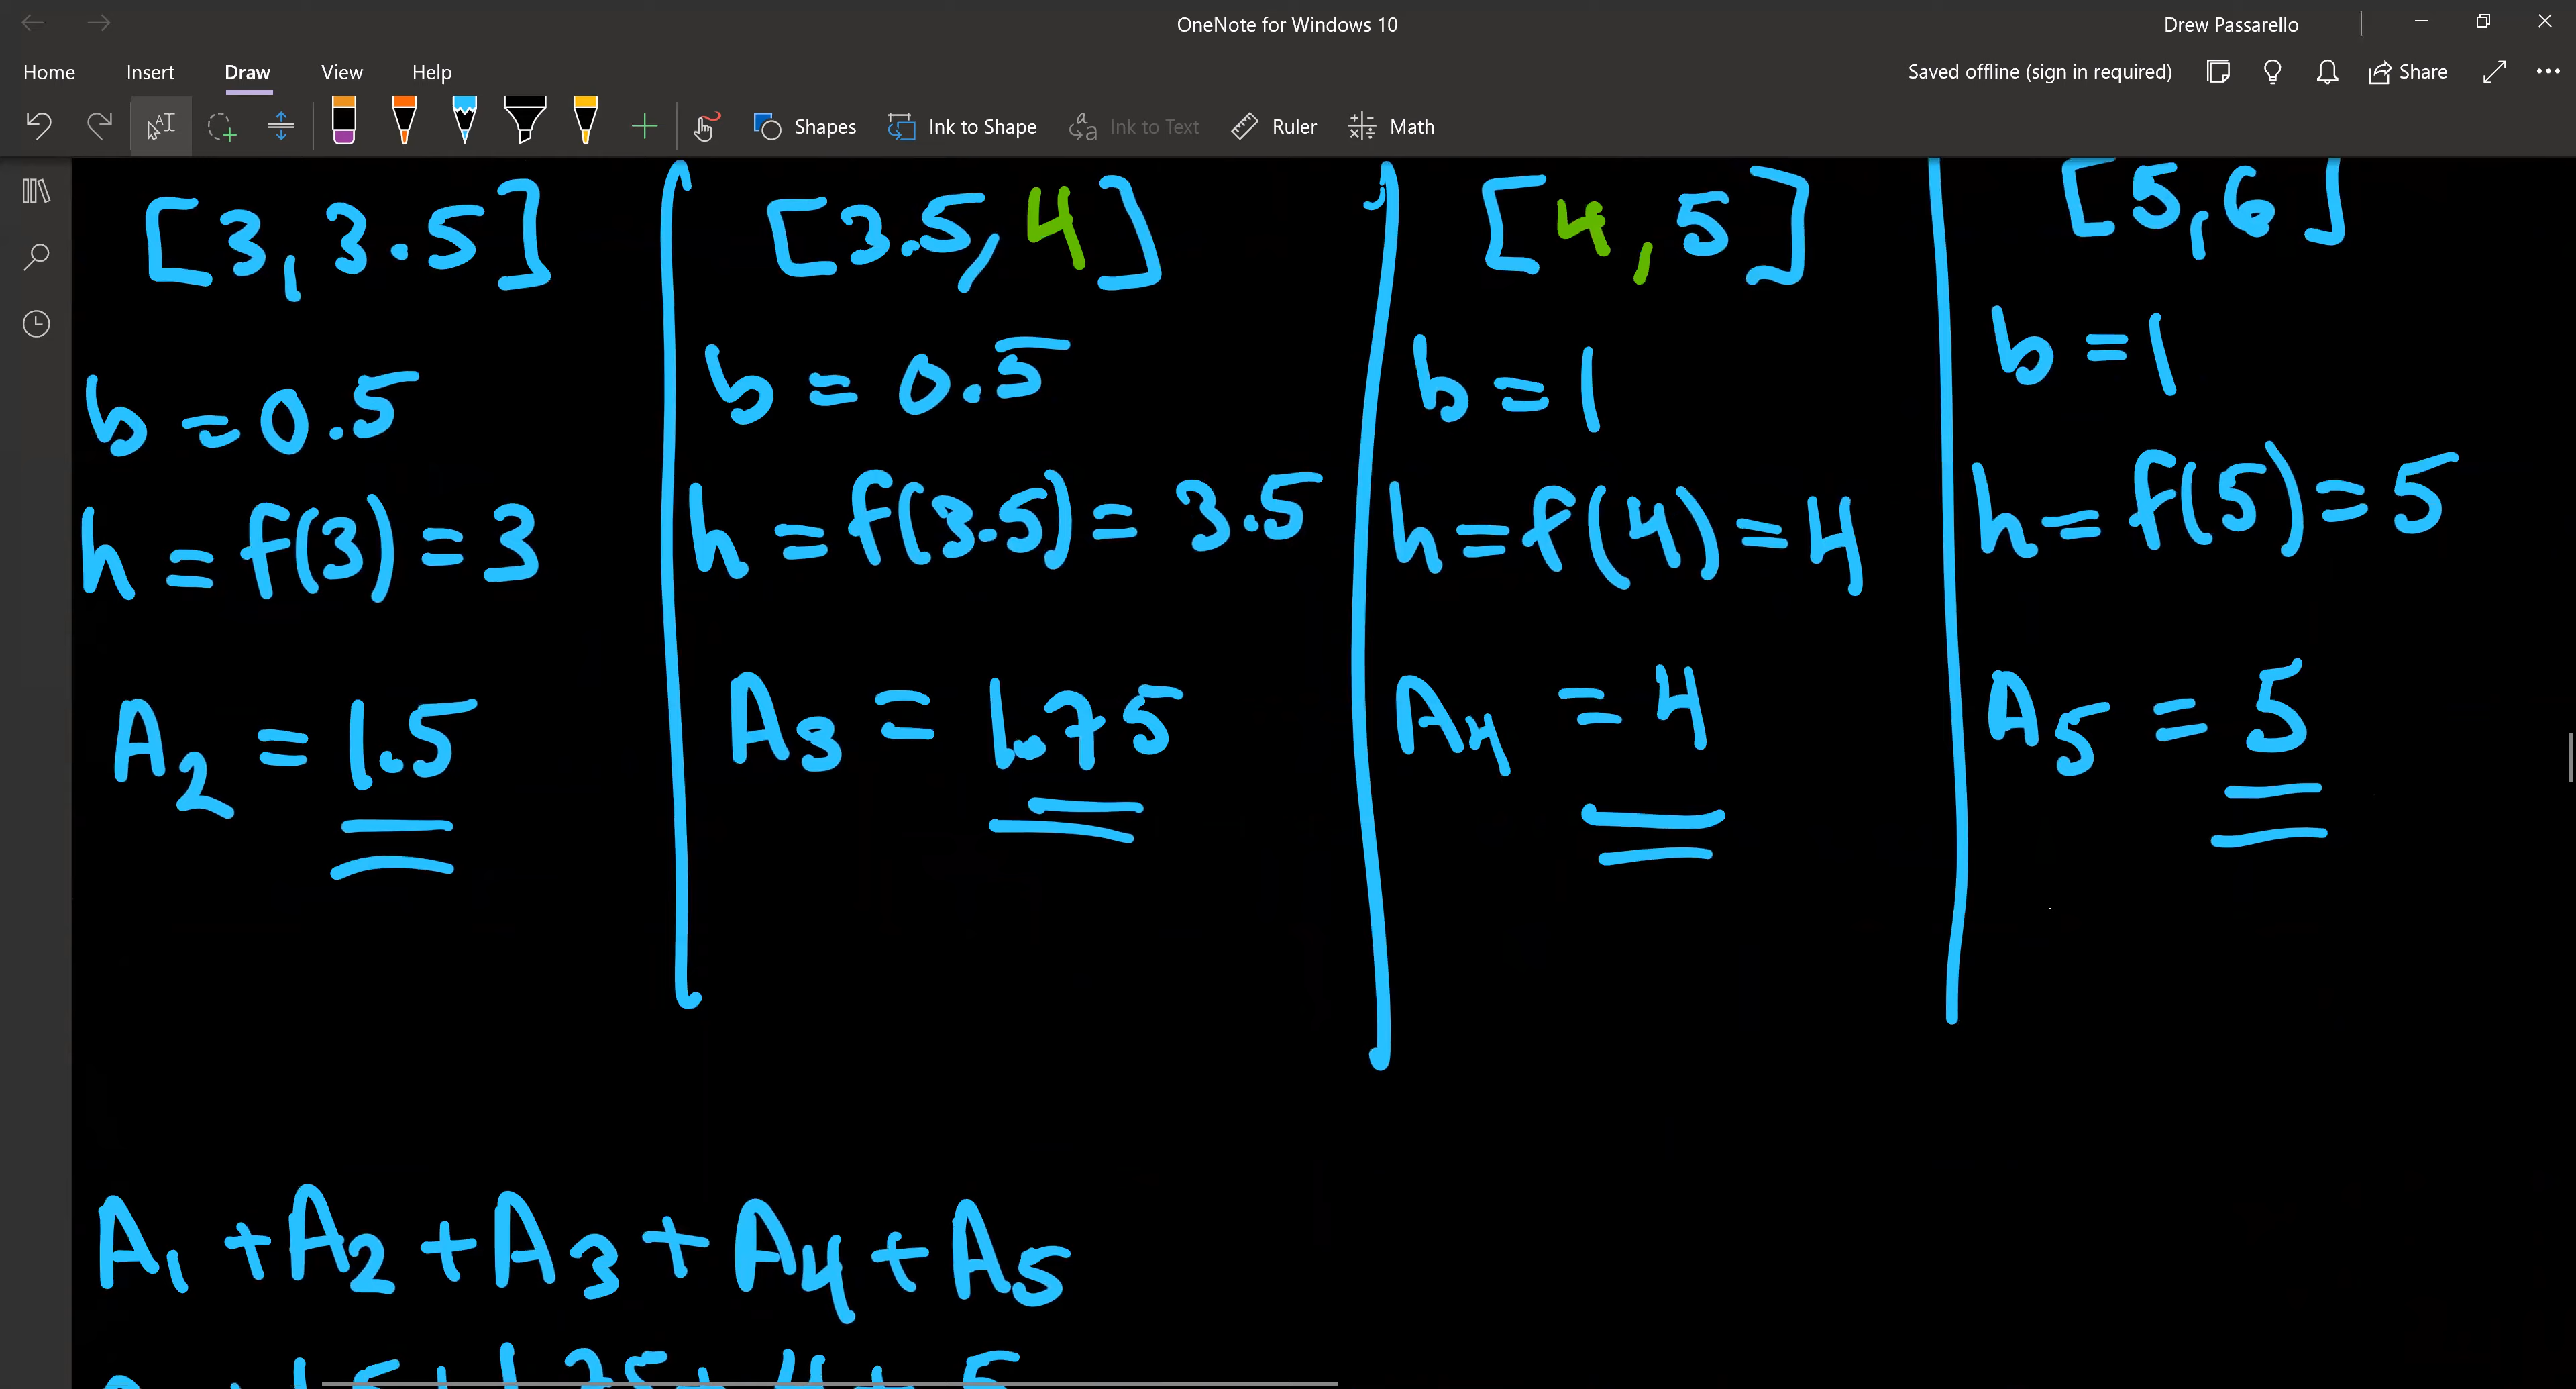 OneNote for Windows 10
Drew Passarello
Home Insert Draw View Help
Saved offline (sign in required) Share
Shapes Ink to Shape Ink to Text Ruler Math
[3, 3.5]
b = 0.5
h = f(3) = 3
A2 = 1.5
[3.5, 4]
b = 0.5
h = f(3.5) = 3.5
A3 = 1.75
[4, 5]
b = 1
h = f(4) = 4
A4 = 4
[5, 6]
b = 1
h = f(5) = 5
A5 = 5
A1 + A2 + A3 + A4 + A5